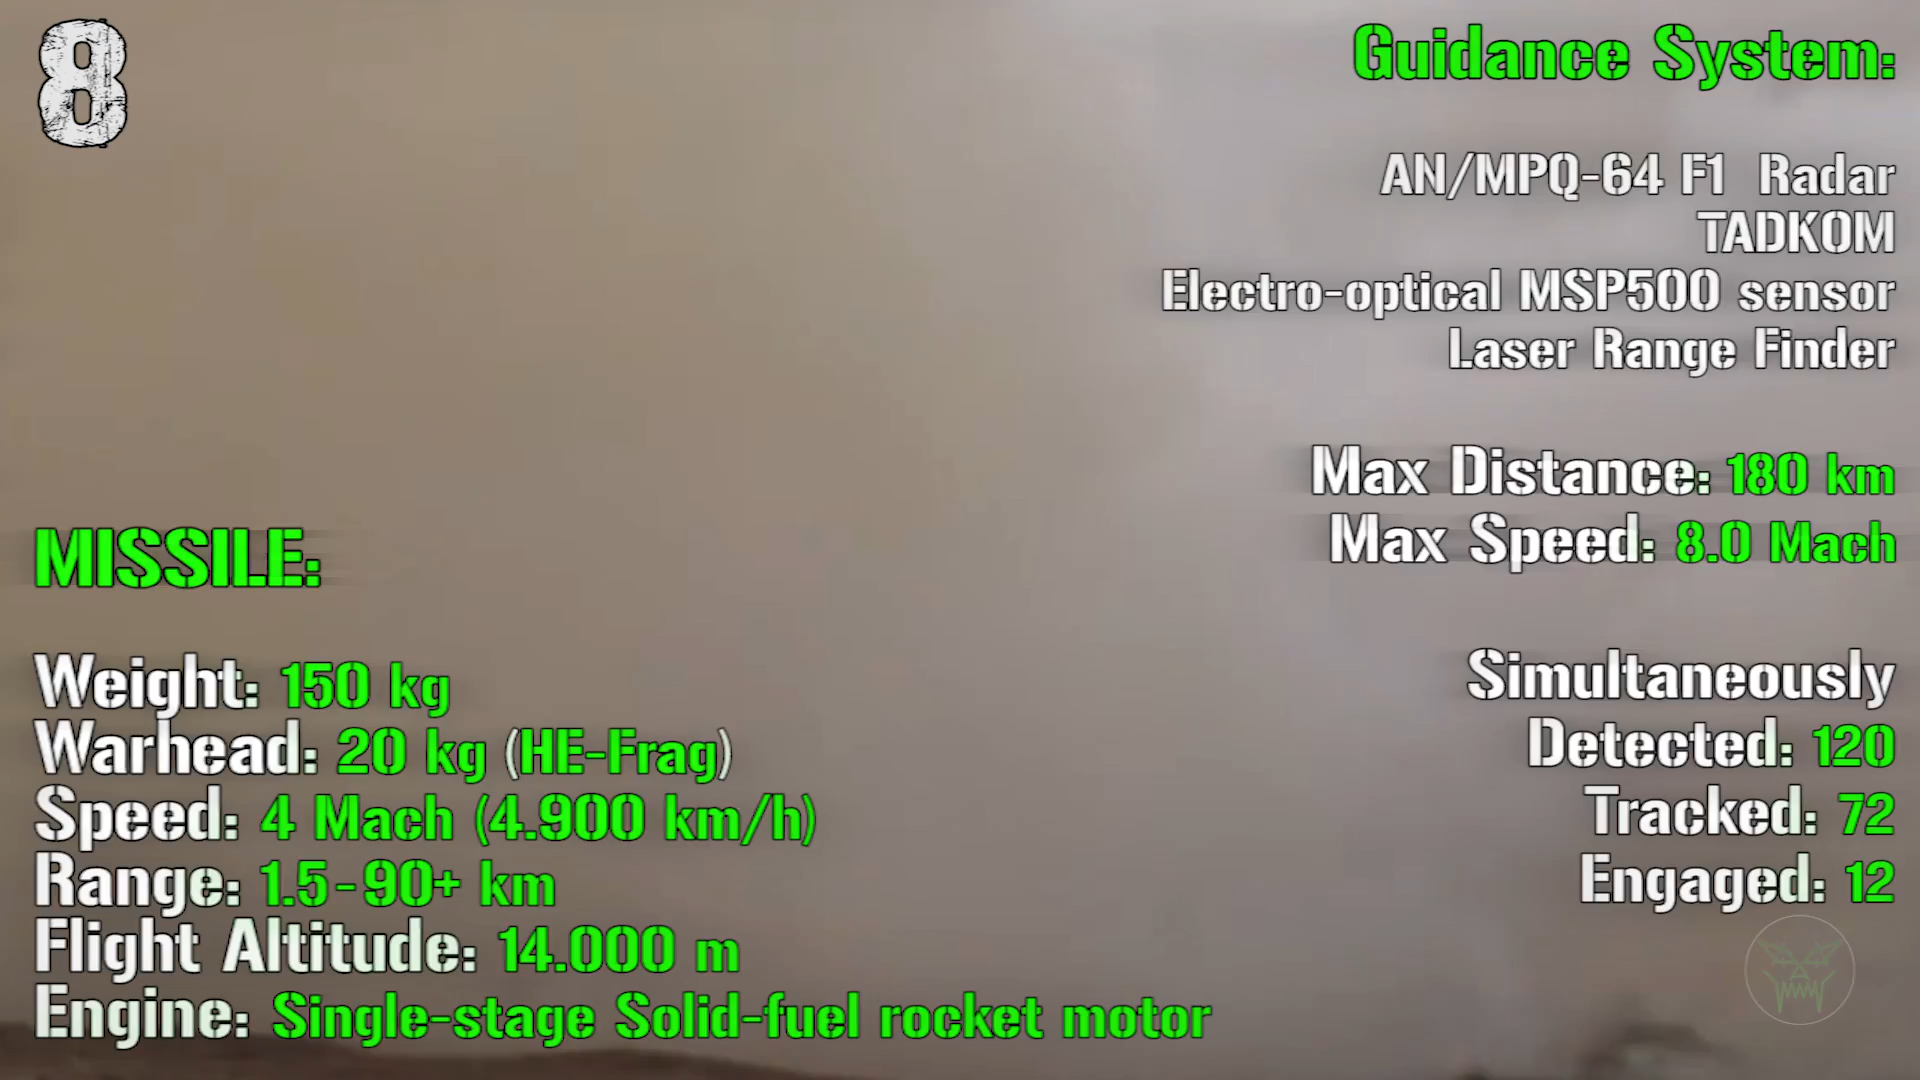 8
Guidance System:
AN/MPQ-64 F1 Radar
TADKOM
Electro-optical MSP500 sensor
Laser Range Finder
Max Distance: 180 km
Max Speed: 8.0 Mach
Simultaneously
Detected: 120
Tracked: 72
Engaged: 12
MISSILE:
Weight: 150 kg
Warhead: 20 kg (HE-Frag)
Speed: 4 Mach (4.900 km/h)
Range: 1.5-90+ km
Flight Altitude: 14.000 m
Engine: Single-stage Solid-fuel rocket motor